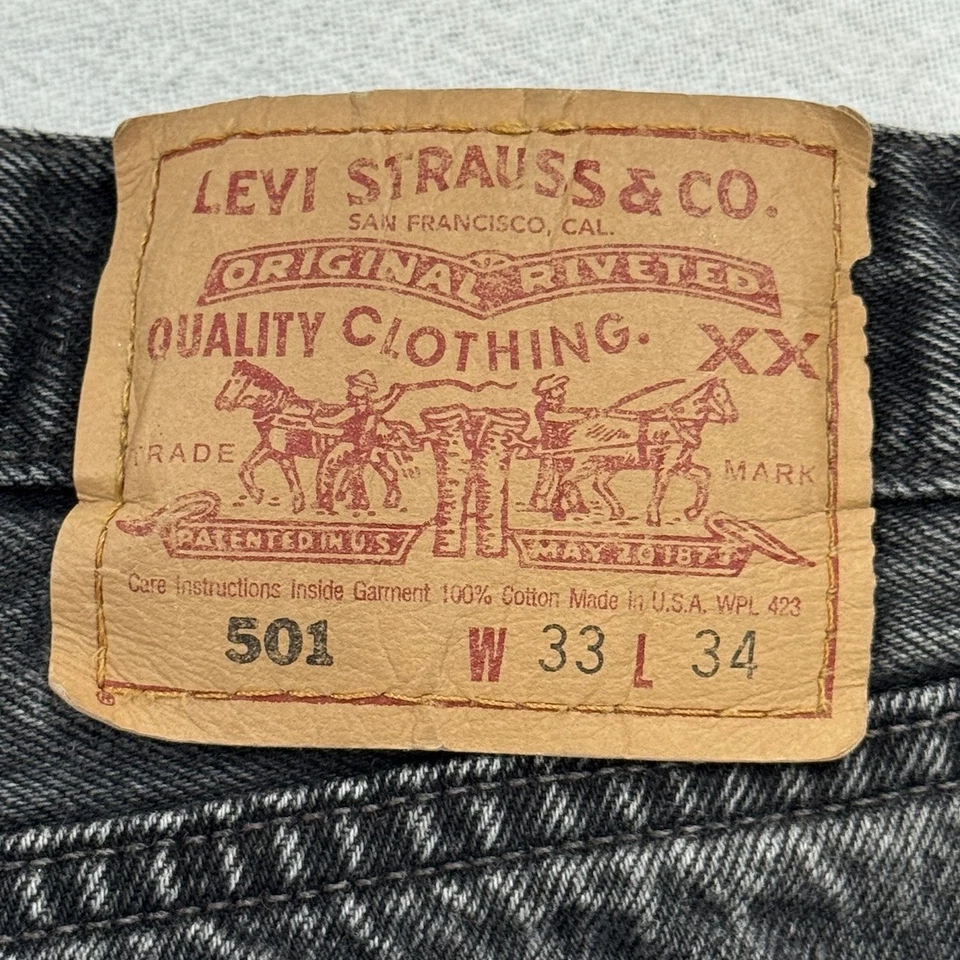 LEVI STRAUSS & CO.
SAN FRANCISCO, CAL.
ORIGINAL RIVETED
QUALITY CLOTHING. XX
TRADE MARK
PATENTED IN U.S. MAY 20 1873
Care Instructions Inside Garment 100% Cotton Made in U.S.A. WPL 423
501 W 33 L 34
®